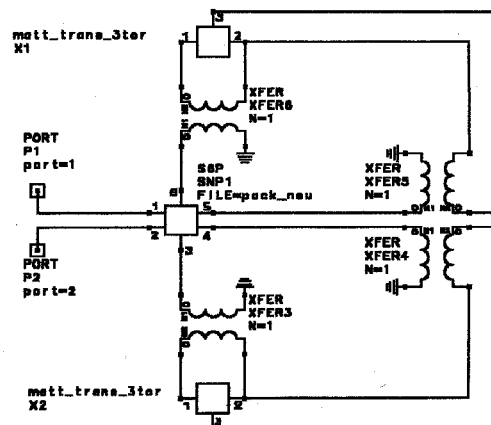 matt_trans_3ter
X1
3
1
2
XFER
XFER6
N=1
PORT
P1
port=1
S6P
SNP1
FILE=pack_neu
6
1
5
2
4
3
XFER
XFER5
N=1
PORT
P2
port=2
XFER
XFER4
N=1
XFER
XFER3
N=1
matt_trans_3ter
X2
1
2
3